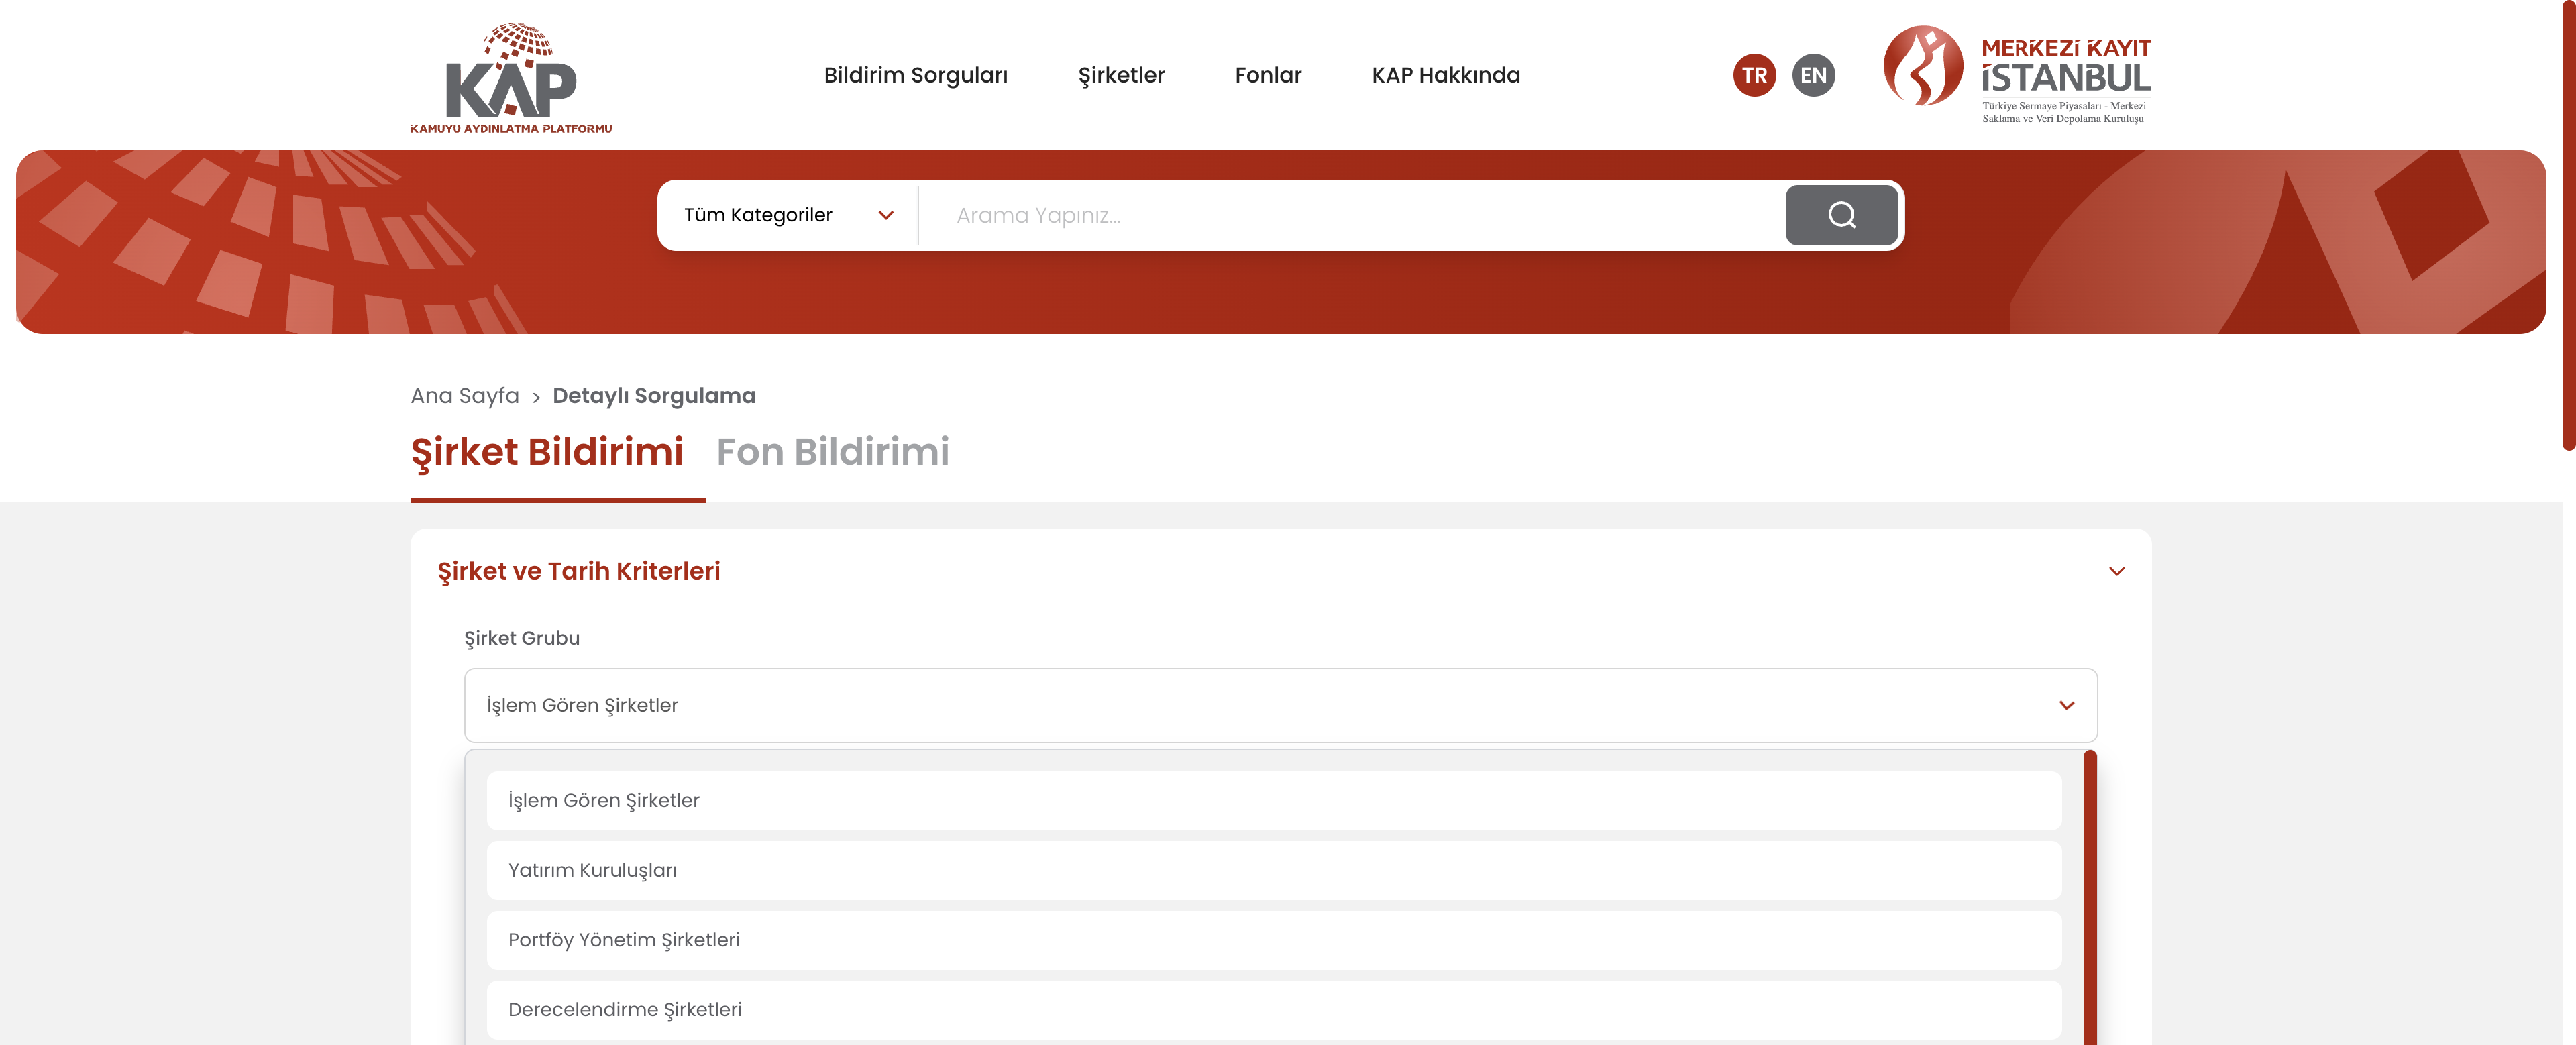 KAP
KAMUYU AYDINLATMA PLATFORMU
Bildirim Sorguları
Şirketler
Fonlar
KAP Hakkında
TR
EN
MERKEZİ KAYIT
İSTANBUL
Türkiye Sermaye Piyasaları - Merkezi
Saklama ve Veri Depolama Kuruluşu
Tüm Kategoriler
Arama Yapınız...
Ana Sayfa > Detaylı Sorgulama
Şirket Bildirimi
Fon Bildirimi
Şirket ve Tarih Kriterleri
Şirket Grubu
İşlem Gören Şirketler
İşlem Gören Şirketler
Yatırım Kuruluşları
Portföy Yönetim Şirketleri
Derecelendirme Şirketleri